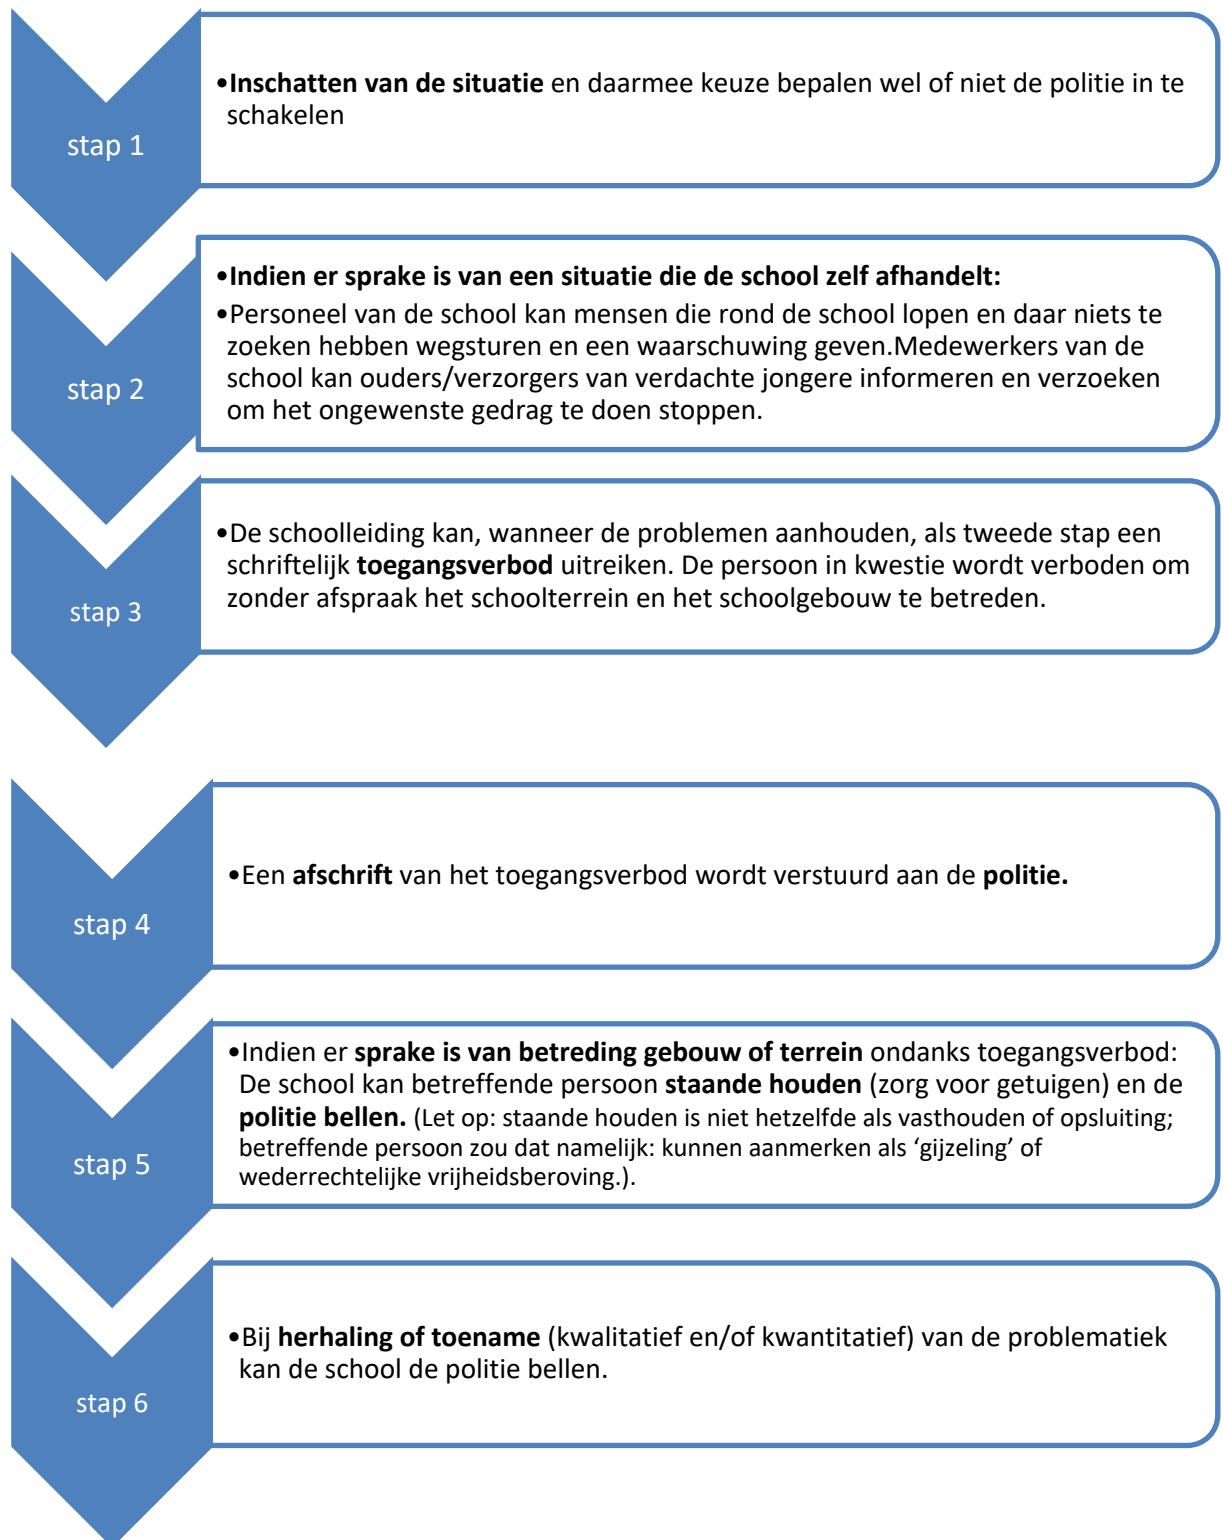 stap 1
•Inschatten van de situatie en daarmee keuze bepalen wel of niet de politie in te
schakelen
stap 2
•Indien er sprake is van een situatie die de school zelf afhandelt:
•Personeel van de school kan mensen die rond de school lopen en daar niets te
zoeken hebben wegsturen en een waarschuwing geven.Medewerkers van de
school kan ouders/verzorgers van verdachte jongere informeren en verzoeken
om het ongewenste gedrag te doen stoppen.
stap 3
•De schoolleiding kan, wanneer de problemen aanhouden, als tweede stap een
schriftelijk toegangsverbod uitreiken. De persoon in kwestie wordt verboden om
zonder afspraak het schoolterrein en het schoolgebouw te betreden.
stap 4
•Een afschrift van het toegangsverbod wordt verstuurd aan de politie.
stap 5
•Indien er sprake is van betreding gebouw of terrein ondanks toegangsverbod:
De school kan betreffende persoon staande houden (zorg voor getuigen) en de
politie bellen. (Let op: staande houden is niet hetzelfde als vasthouden of opsluiting;
betreffende persoon zou dat namelijk: kunnen aanmerken als ‘gijzeling’ of
wederrechtelijke vrijheidsberoving.).
stap 6
•Bij herhaling of toename (kwalitatief en/of kwantitatief) van de problematiek
kan de school de politie bellen.